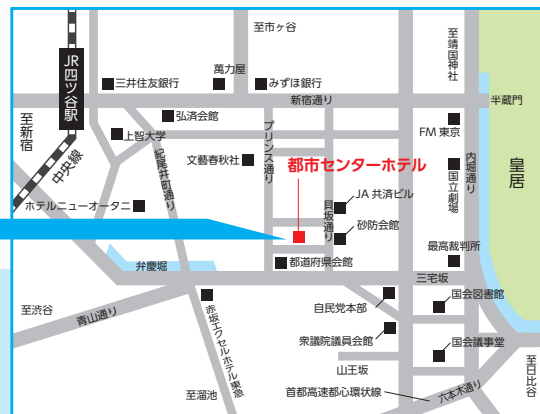 至市ヶ谷
至靖国神社
JR四ツ谷駅
萬力屋
三井住友銀行
みずほ銀行
新宿通り
半蔵門
至新宿
弘済会館
FM東京
上智大学
中央線
紀尾井町通り
プリンス通り
文藝春秋社
都市センターホテル
内堀通り
国立劇場
皇居
ホテルニューオータニ
貝坂通り
JA共済ビル
砂防会館
最高裁判所
弁慶堀
都道府県会館
三宅坂
至渋谷
青山通り
赤坂エクセルホテル東急
自民党本部
国会図書館
衆議院議員会館
国会議事堂
至日比谷
山王坂
至溜池
首都高速都心環状線
六本木通り